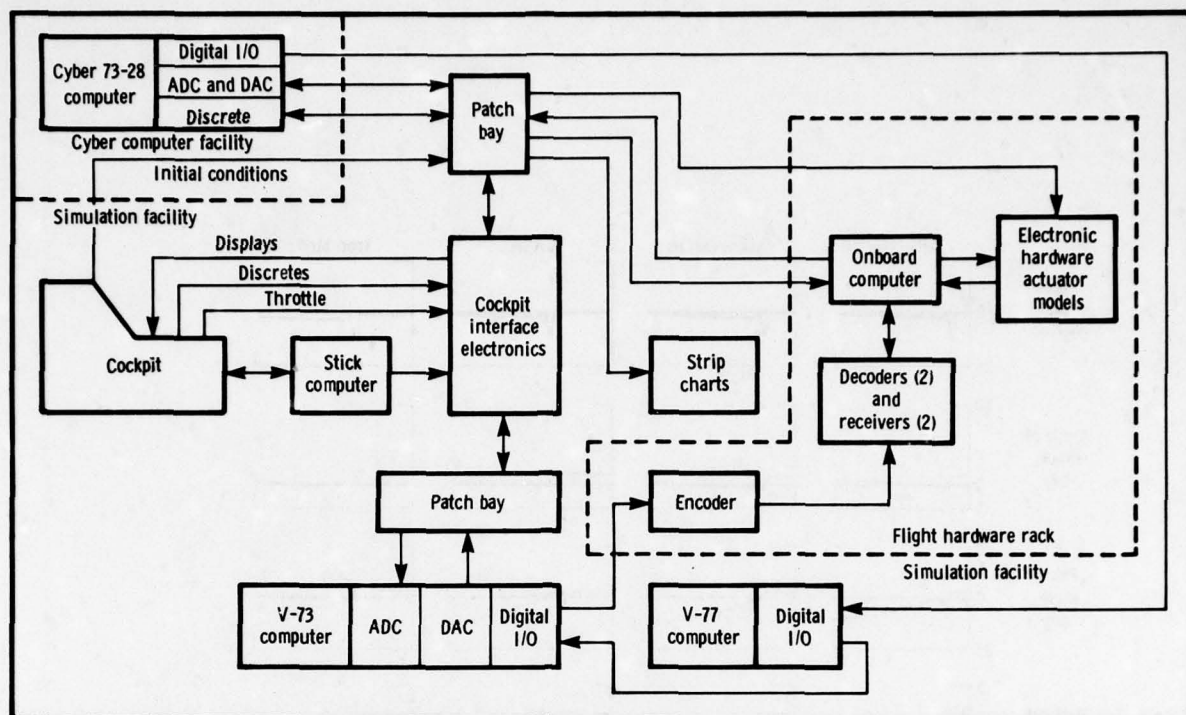 Digital I/O
Cyber 73-28
computer
ADC and DAC
Discrete
Cyber computer facility
Initial conditions
Simulation facility
Patch bay
Displays
Discretes
Throttle
Cockpit
Stick
computer
Cockpit
interface
electronics
Strip
charts
Onboard
computer
Electronic
hardware
actuator
models
Decoders (2)
and
receivers (2)
Patch bay
Encoder
Flight hardware rack
Simulation facility
V-73
computer
ADC
DAC
Digital
I/O
V-77
computer
Digital
I/O